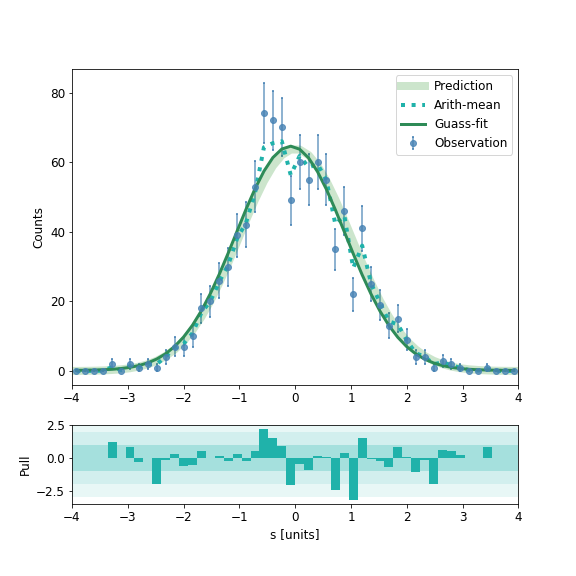 80
60
40
20
0
Counts
Prediction
Arith-mean
Guass-fit
Observation
−4 −3 −2 −1 0 1 2 3 4
2.5
0.0
−2.5
Pull
−4 −3 −2 −1 0 1 2 3 4
s [units]